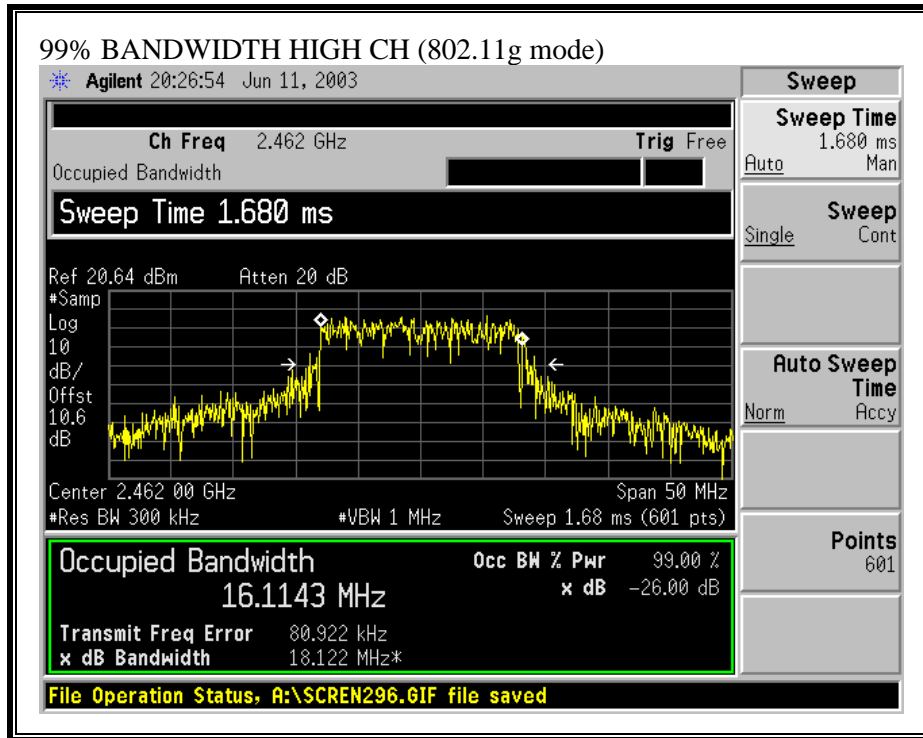 99% BANDWIDTH HIGH CH (802.11g mode)
Agilent 20:26:54 Jun 11, 2003
Sweep
Ch Freq 2.462 GHz Trig Free
Occupied Bandwidth
Sweep Time 1.680 ms
Ref 20.64 dBm Atten 20 dB
#Samp
Log
10
dB/
Offst
10.6
dB
Center 2.462 00 GHz Span 50 MHz
#Res BW 300 kHz #VBW 1 MHz Sweep 1.68 ms (601 pts)
Occupied Bandwidth Occ BW % Pwr 99.00 %
16.1143 MHz x dB -26.00 dB
Transmit Freq Error 80.922 kHz
x dB Bandwidth 18.122 MHz*
Sweep Time
1.680 ms
Auto Man
Sweep
Single Cont
Auto Sweep
Time
Norm Accy
Points
601
File Operation Status, A:\SCREN296.GIF file saved